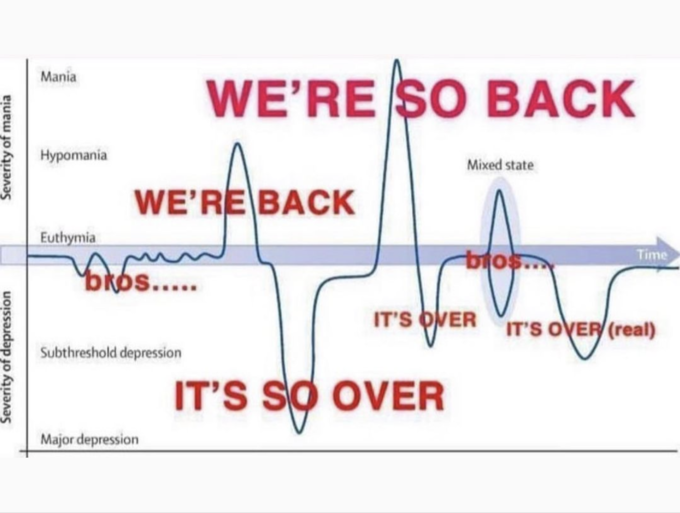 Mania
WE'RE SO BACK
Severity of mania
Hypomania
Mixed state
WE'RE BACK
Euthymia
bros....
Time
bros.....
IT'S OVER
IT'S OVER (real)
Subthreshold depression
Severity of depression
IT'S SO OVER
Major depression